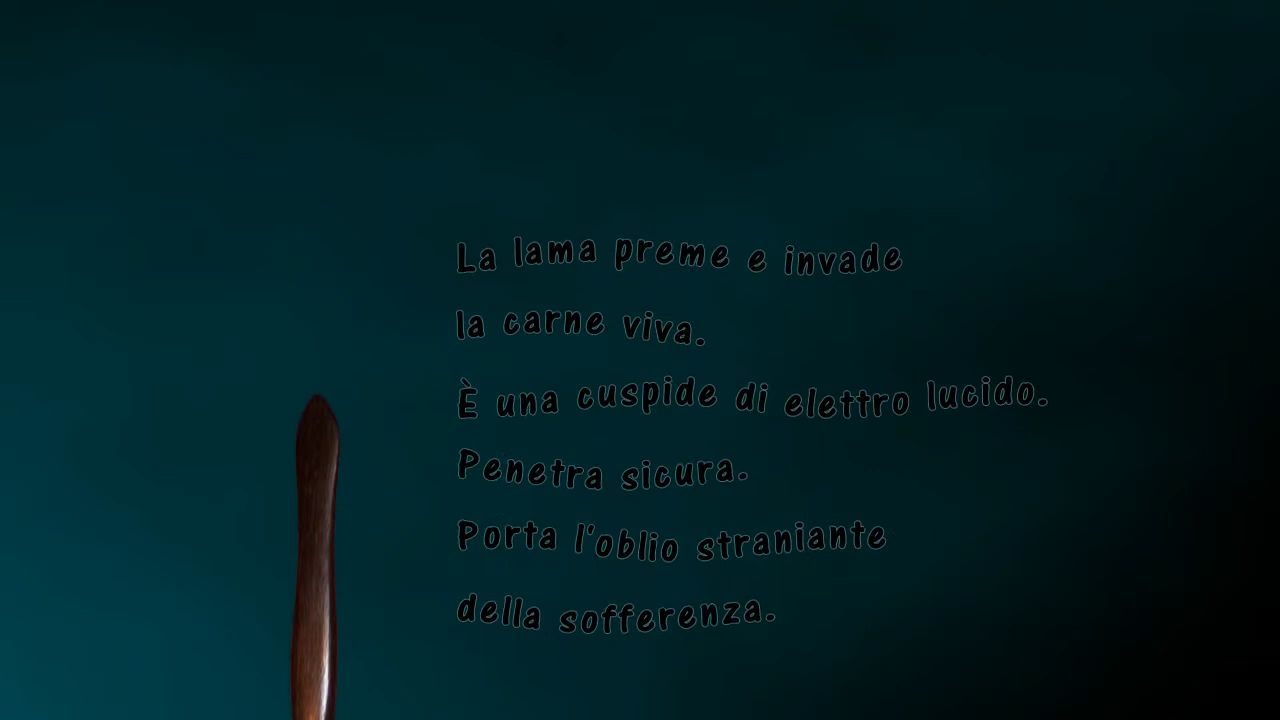 La lama preme e invade
la carne viva.
È una cuspide di elettro lucido.
Penetra sicura.
Porta l'oblio straniante
della sofferenza.